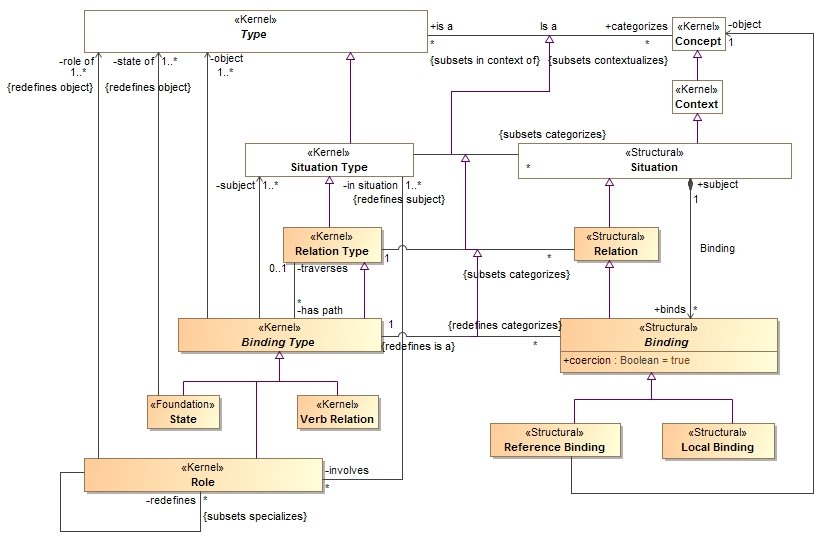 «Kernel»
Type
+is a
Is a
+categorizes
*
*
{subsets in context of}
{subsets contextualizes}
«Kernel»
Concept
-object
1
-role of
1..*
{redefines object}
-state of
1..*
{redefines object}
-object
1..*
«Kernel»
Context
{subsets categorizes}
*
«Kernel»
Situation Type
«Structural»
Situation
-subject
1..*
-in situation
1..*
{redefines subject}
+subject
1
Binding
«Kernel»
Relation Type
1
*
«Structural»
Relation
{subsets categorizes}
0..1
-traverses
*
-has path
+binds
*
«Kernel»
Binding Type
1
{redefines is a}
{redefines categorizes}
*
«Structural»
Binding
+coercion : Boolean = true
«Foundation»
State
«Kernel»
Verb Relation
«Structural»
Reference Binding
«Structural»
Local Binding
«Kernel»
Role
-involves
*
-redefines
*
{subsets specializes}